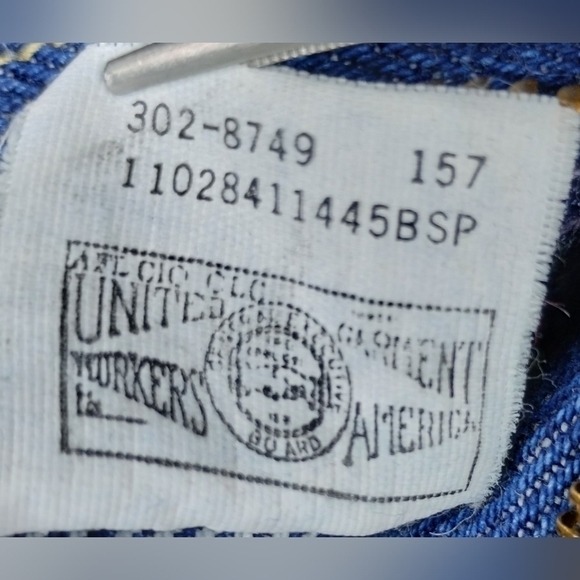 302-8749 157
11028411445BSP
AFL CIO CLC
UNITED GARMENT
WORKERS AMERICA
BOARD